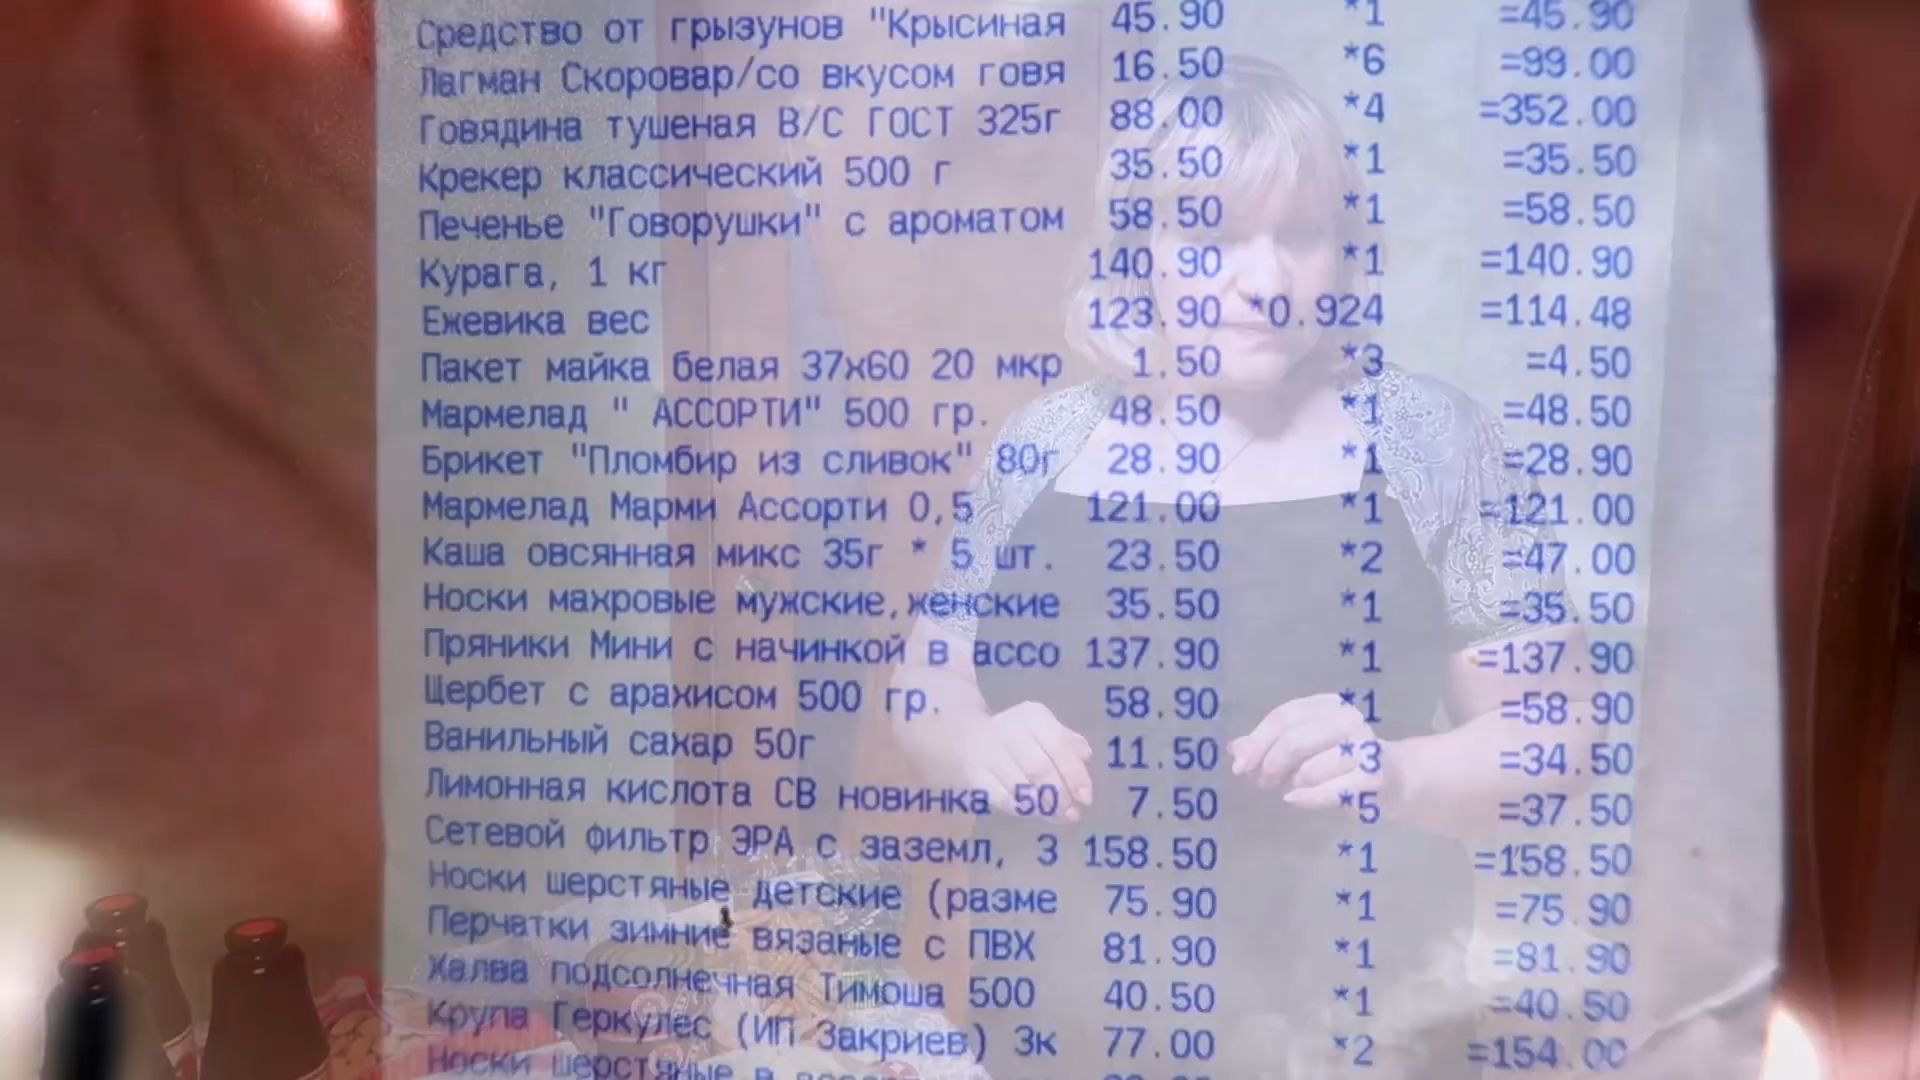 Средство от грызунов "Крысиная 45.90 *1 =45.90
Лагман Скоровар/со вкусом говя 16.50 *6 =99.00
Говядина тушеная В/С ГОСТ 325г 88.00 *4 =352.00
Крекер классический 500 г 35.50 *1 =35.50
Печенье "Говорушки" с ароматом 58.50 *1 =58.50
Курага, 1 кг 140.90 *1 =140.90
Ежевика вес 123.90 *0.924 =114.48
Пакет майка белая 37х60 20 мкр 1.50 *3 =4.50
Мармелад " АССОРТИ" 500 гр. 48.50 *1 =48.50
Брикет "Пломбир из сливок" 80г 28.90 *1 =28.90
Мармелад Марми Ассорти 0,5 121.00 *1 =121.00
Каша овсянная микс 35г * 5 шт. 23.50 *2 =47.00
Носки махровые мужские,женские 35.50 *1 =35.50
Пряники Мини с начинкой в ассо 137.90 *1 =137.90
Щербет с арахисом 500 гр. 58.90 *1 =58.90
Ванильный сахар 50г 11.50 *3 =34.50
Лимонная кислота СВ новинка 50 7.50 *5 =37.50
Сетевой фильтр ЭРА с заземл, 3 158.50 *1 =158.50
Носки шерстяные детские (разме 75.90 *1 =75.90
Перчатки зимние вязаные с ПВХ 81.90 *1 =81.90
Халва подсолнечная Тимоша 500 40.50 *1 =40.50
Крупа Геркулес (ИП Закриев) 3к 77.00 *2 =154.00
Носки шерстяные в